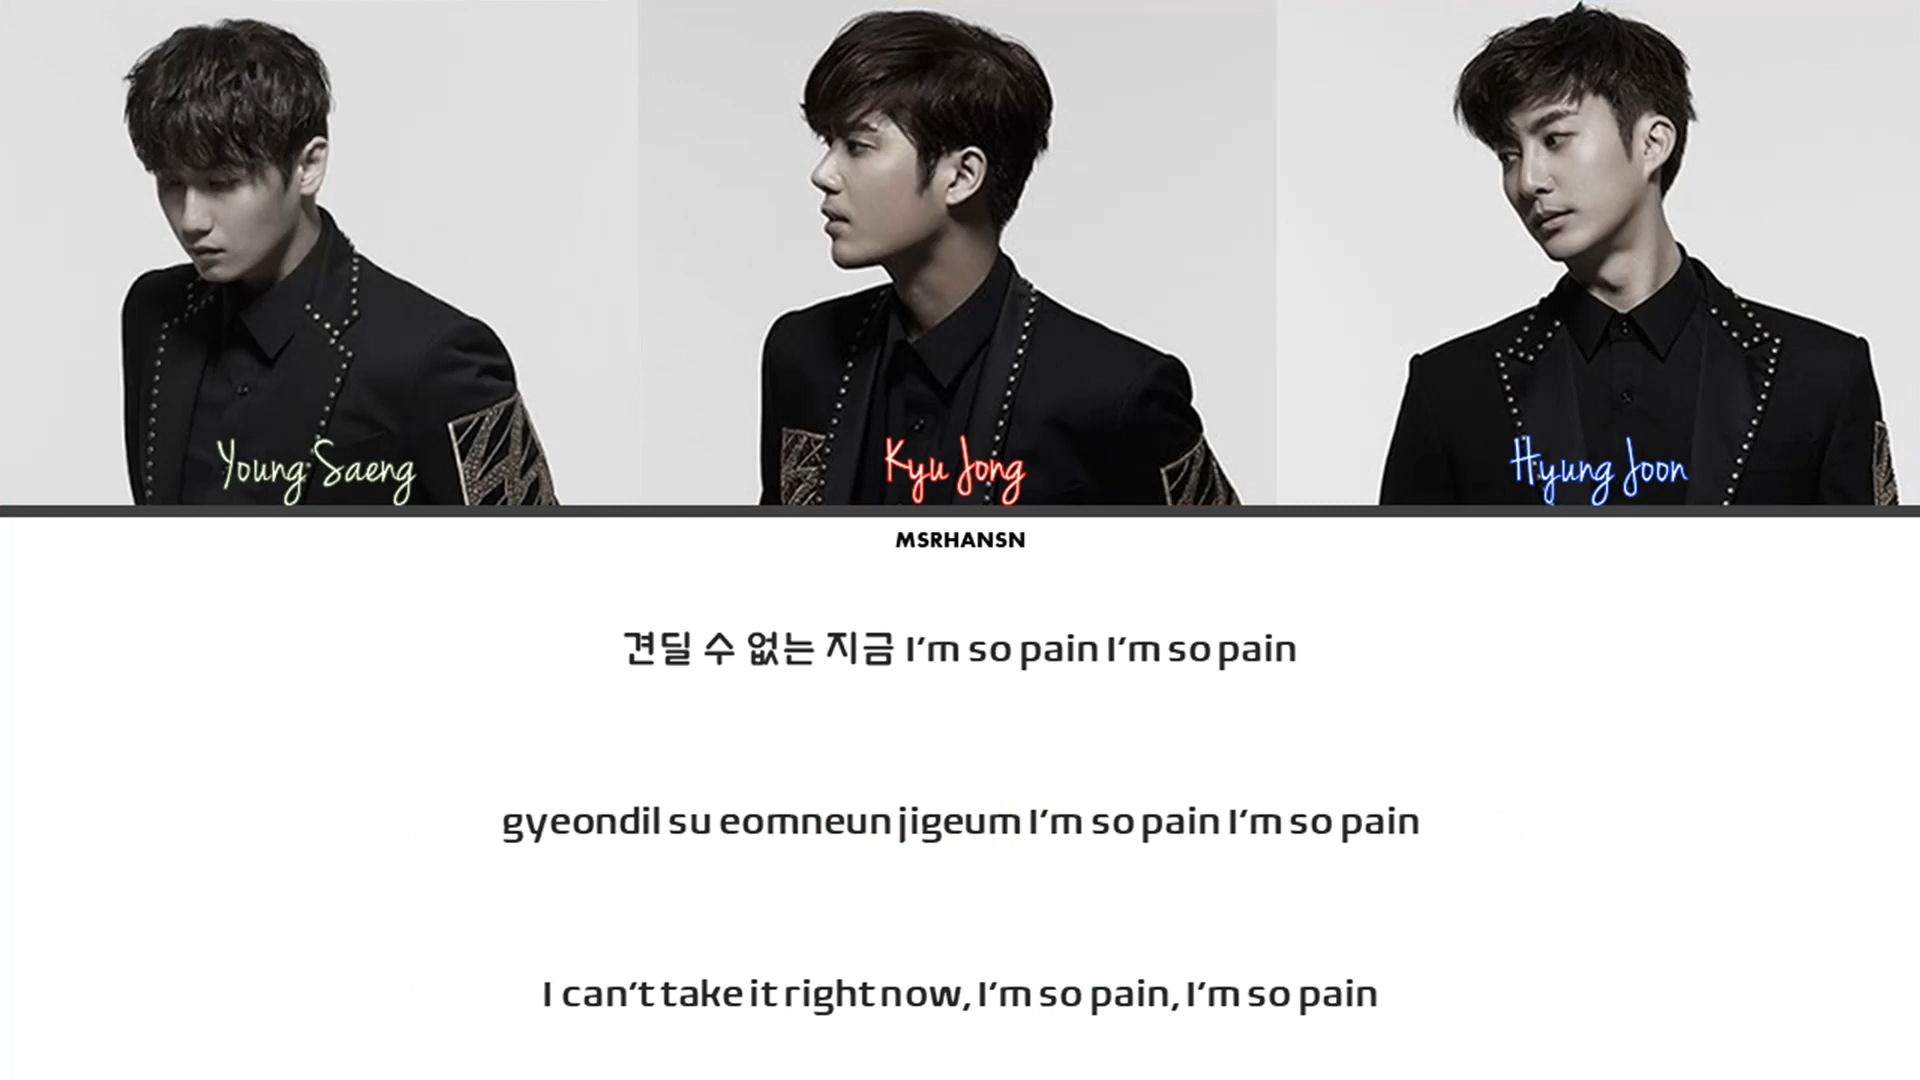 Young Saeng
Kyu Jong
Hyung Joon
MSRHANSN
견딜 수 없는 지금 I'm so pain I'm so pain
gyeondil su eomneun jigeum I'm so pain I'm so pain
I can't take it right now, I'm so pain, I'm so pain